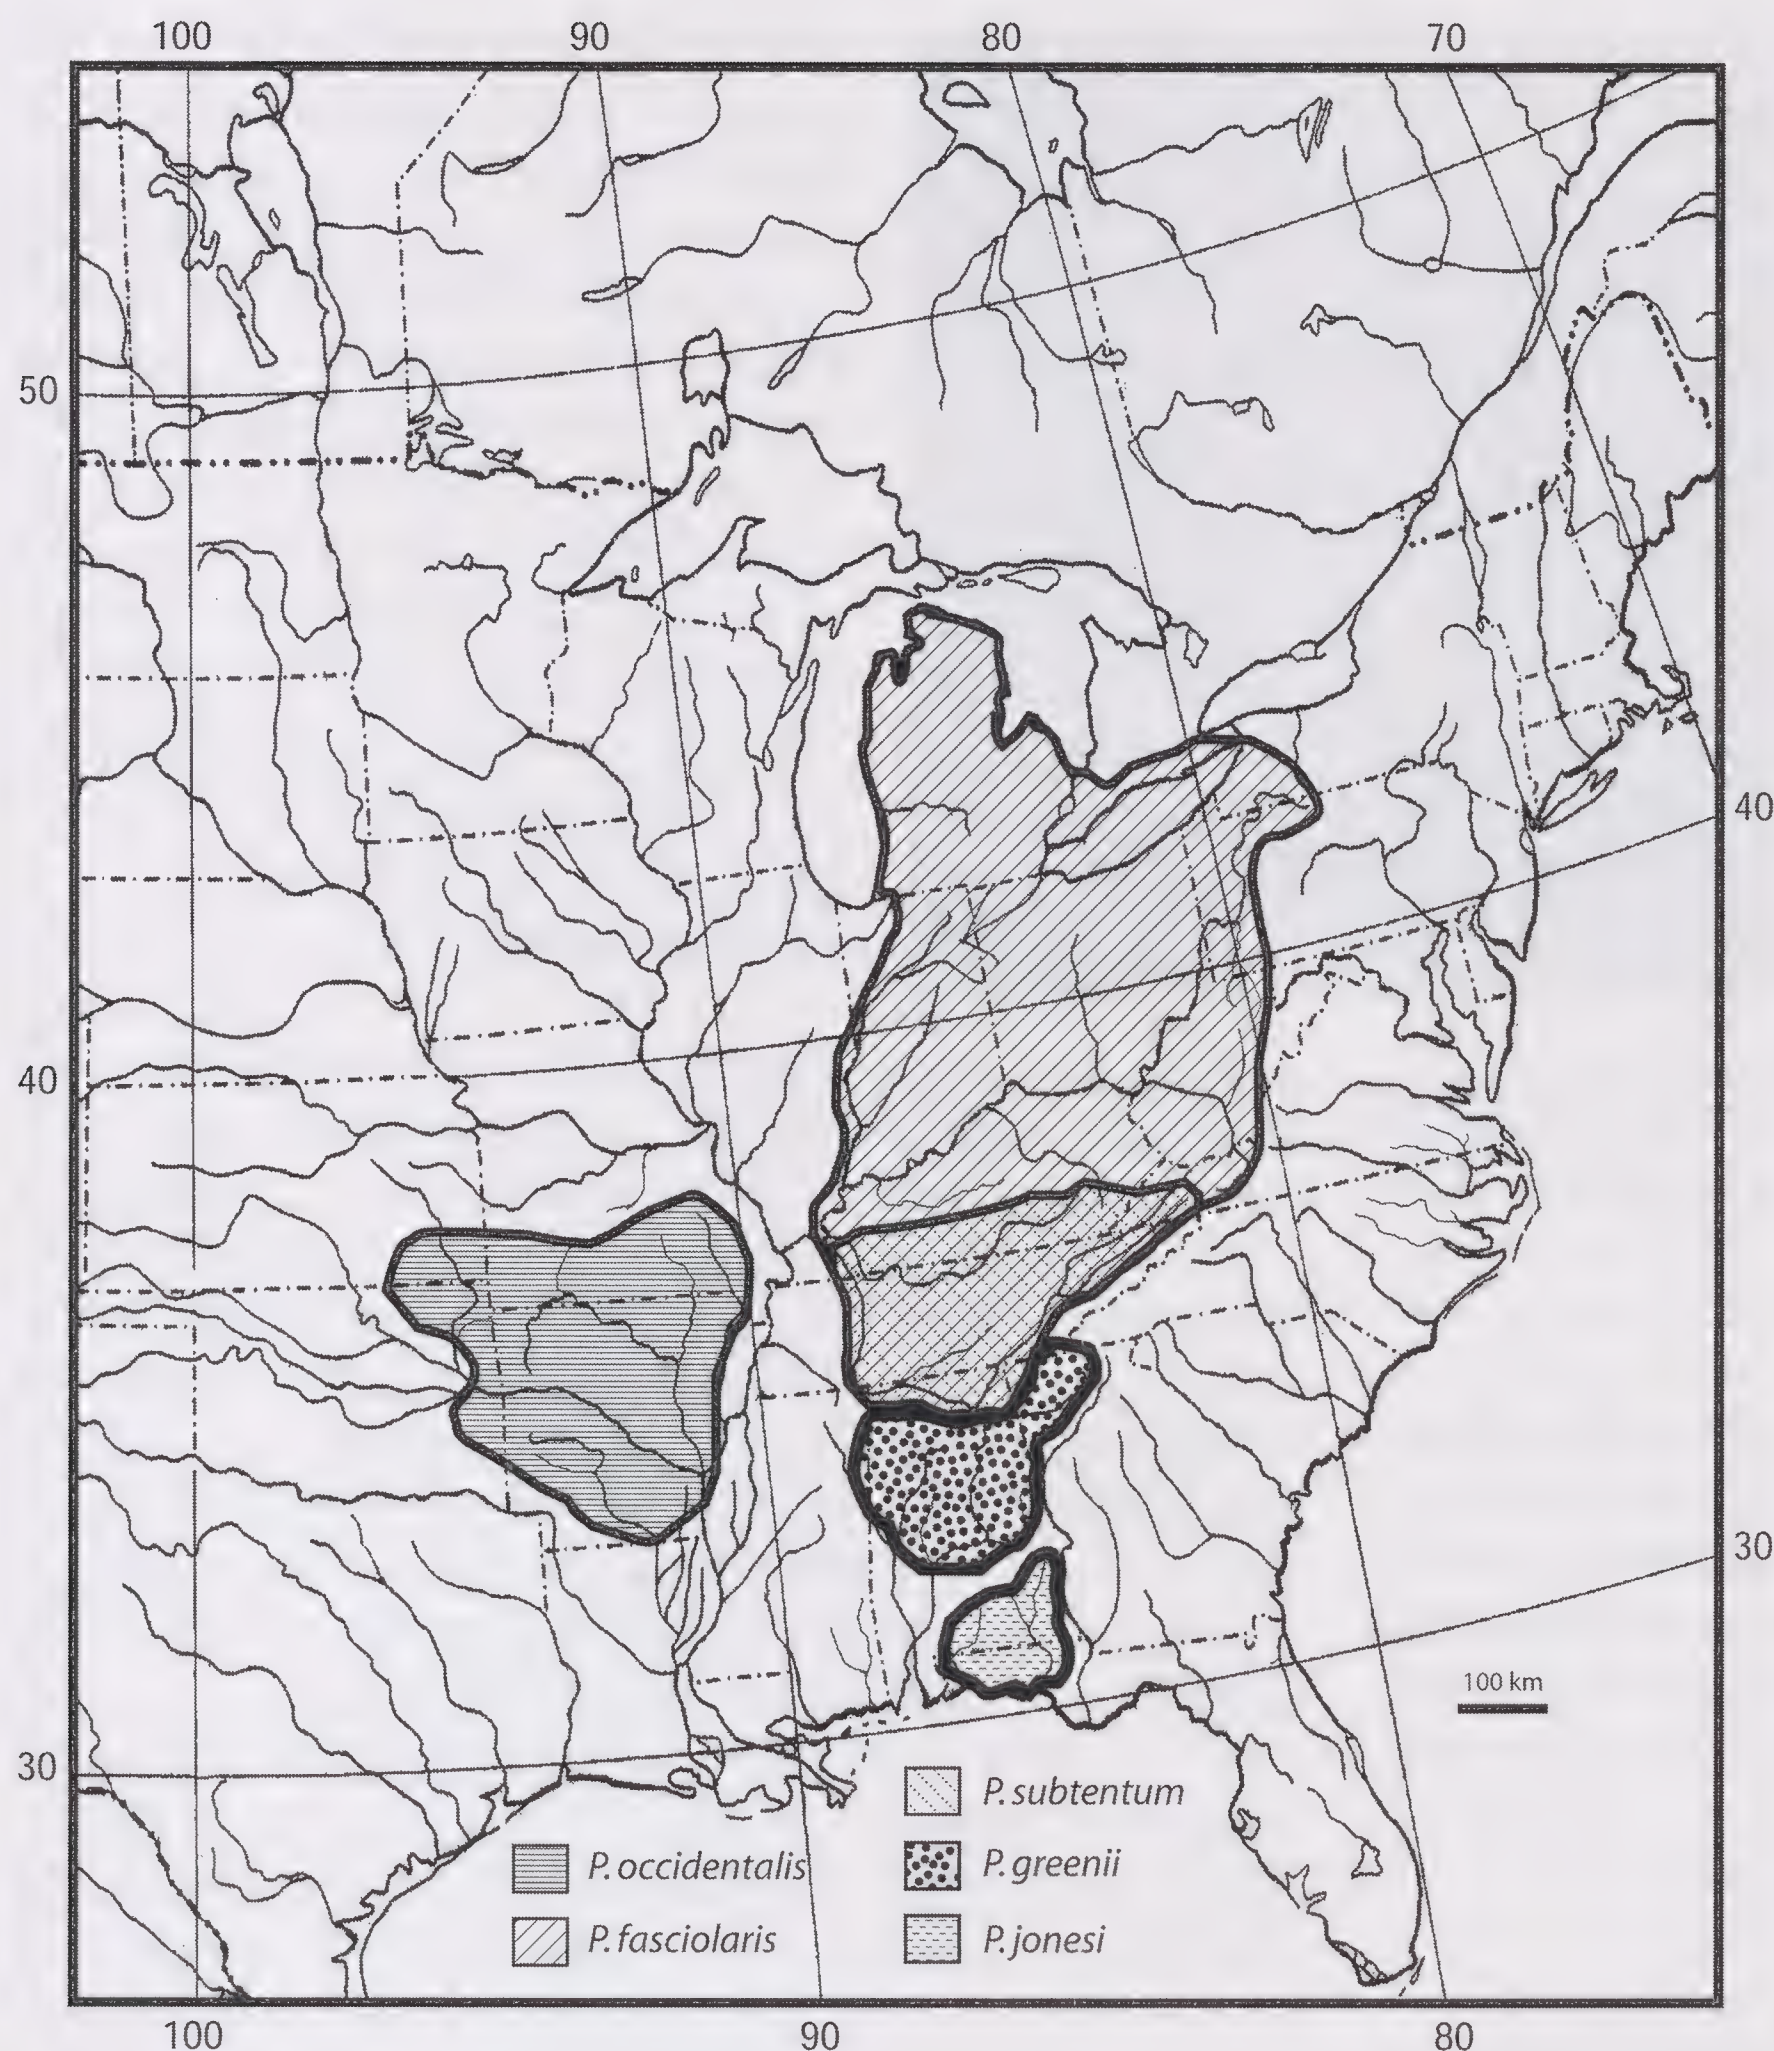 100 90 80 70
50
40
40
30
30
100 km
P. subtentum
P. occidentalis
P. greenii
P. fasciolaris
P. jonesi
100 90 80